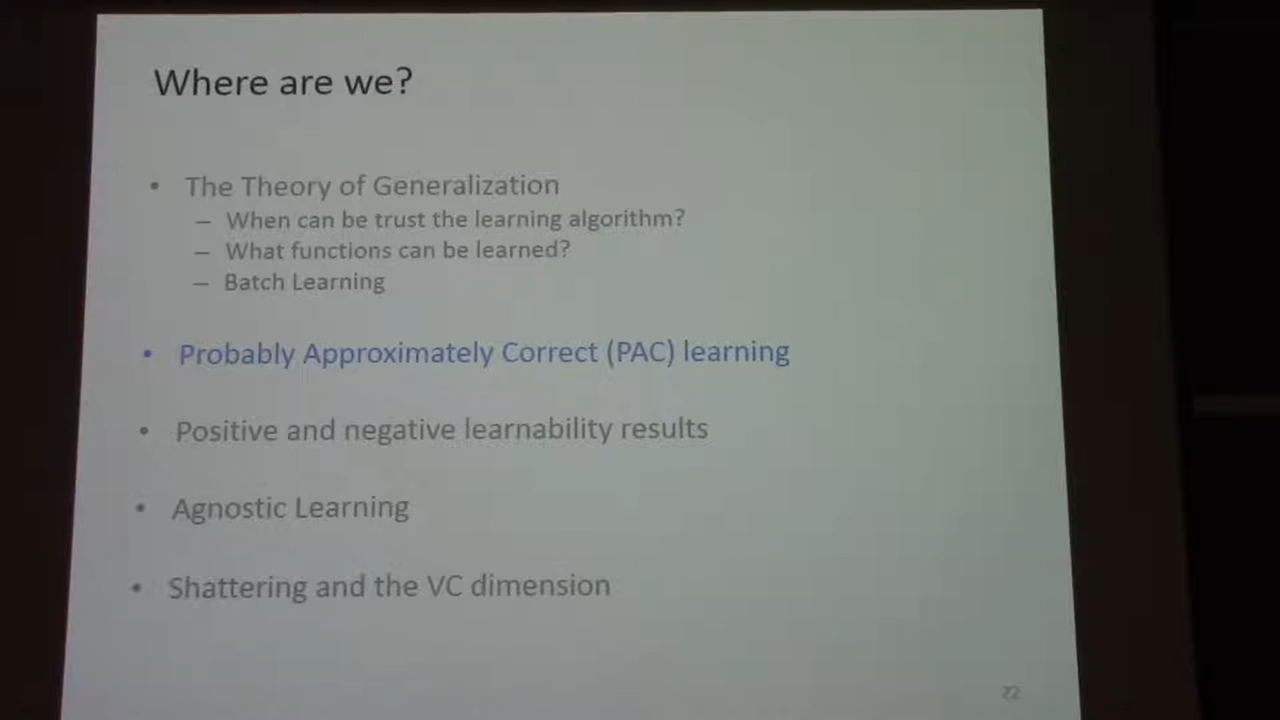 Where are we?
• The Theory of Generalization
– When can be trust the learning algorithm?
– What functions can be learned?
– Batch Learning
• Probably Approximately Correct (PAC) learning
• Positive and negative learnability results
• Agnostic Learning
• Shattering and the VC dimension
22